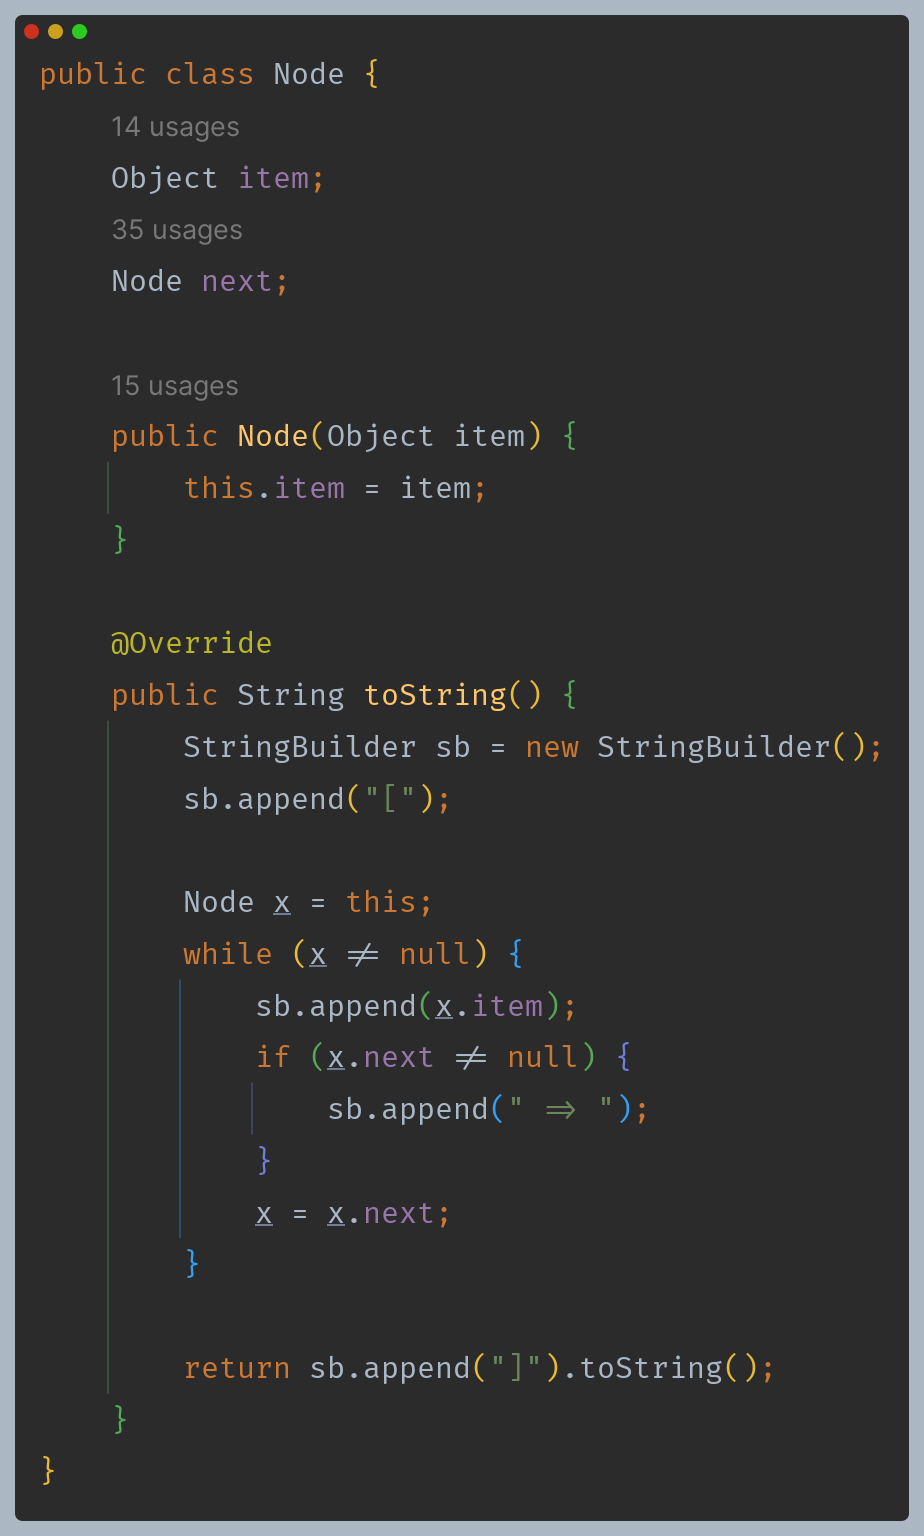 public class Node {
    14 usages
    Object item;
    35 usages
    Node next;

    15 usages
    public Node(Object item) {
        this.item = item;
    }

    @Override
    public String toString() {
        StringBuilder sb = new StringBuilder();
        sb.append("[");

        Node x = this;
        while (x != null) {
            sb.append(x.item);
            if (x.next != null) {
                sb.append(" => ");
            }
            x = x.next;
        }

        return sb.append("]").toString();
    }
}